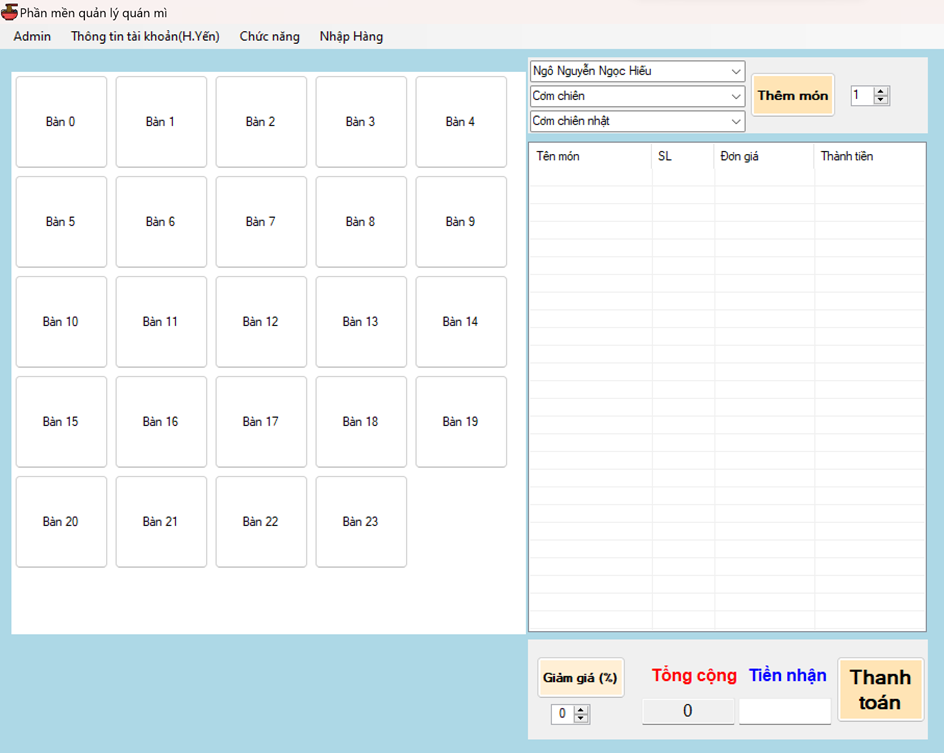 Phần mền quản lý quán mì
Admin Thông tin tài khoản(H.Yến) Chức năng Nhập Hàng
Bàn 0 Bàn 1 Bàn 2 Bàn 3 Bàn 4
Bàn 5 Bàn 6 Bàn 7 Bàn 8 Bàn 9
Bàn 10 Bàn 11 Bàn 12 Bàn 13 Bàn 14
Bàn 15 Bàn 16 Bàn 17 Bàn 18 Bàn 19
Bàn 20 Bàn 21 Bàn 22 Bàn 23
Ngô Nguyễn Ngọc Hiếu
Cơm chiên
Cơm chiên nhật
Thêm món
1
Tên món SL Đơn giá Thành tiền
Giảm giá (%)
0
Tổng cộng Tiền nhận
0
Thanh
toán